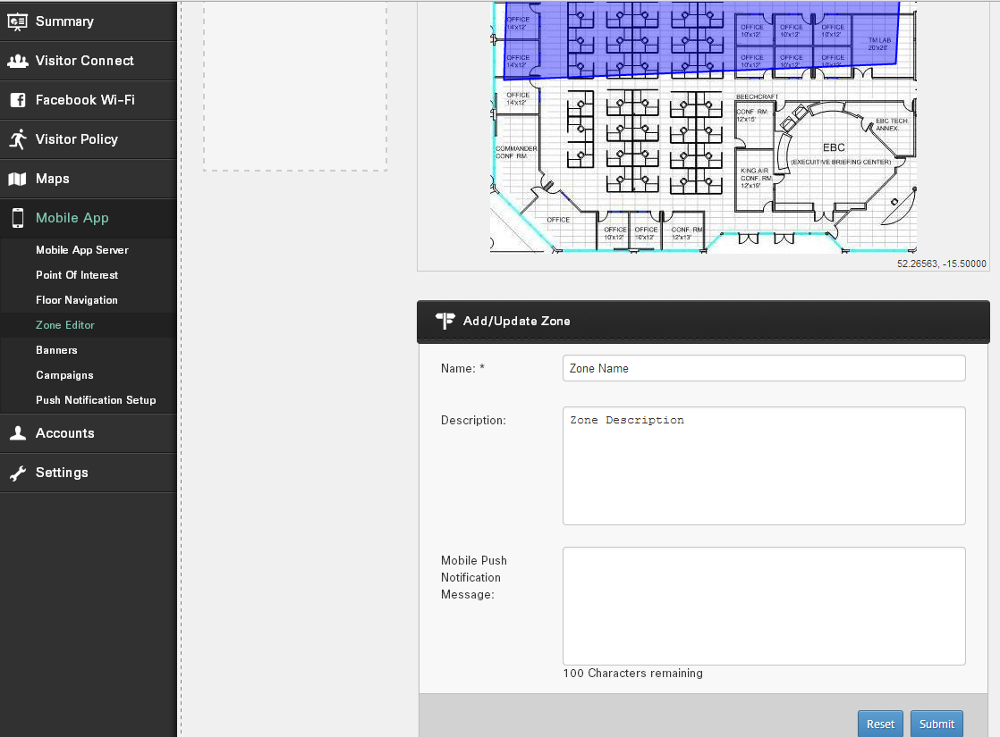 Summary
Visitor Connect
Facebook Wi-Fi
Visitor Policy
Maps
Mobile App
Mobile App Server
Point Of Interest
Floor Navigation
Zone Editor
Banners
Campaigns
Push Notification Setup
Accounts
Settings
OFFICE
14'x12'
OFFICE
10'x12'
OFFICE
10'x12'
OFFICE
10'x12'
TM LAB
20'x20'
OFFICE
14'x12'
OFFICE
10'x12'
OFFICE
10'x12'
OFFICE
10'x12'
OFFICE
14'x12'
BEECHCRAFT
CONF. RM
12'x15'
EBC TECH.
ANNEX.
COMMANDER
CONF. RM.
EBC
(EXECUTIVE BRIEFING CENTER)
KING AIR
CONF. RM.
12'x19'
OFFICE
OFFICE
10'x12'
OFFICE
10'x12'
CONF. RM
12'x13'
52.26563, -15.50000
Add/Update Zone
Name: *
Zone Name
Description:
Zone Description
Mobile Push
Notification
Message:
100 Characters remaining
Reset
Submit